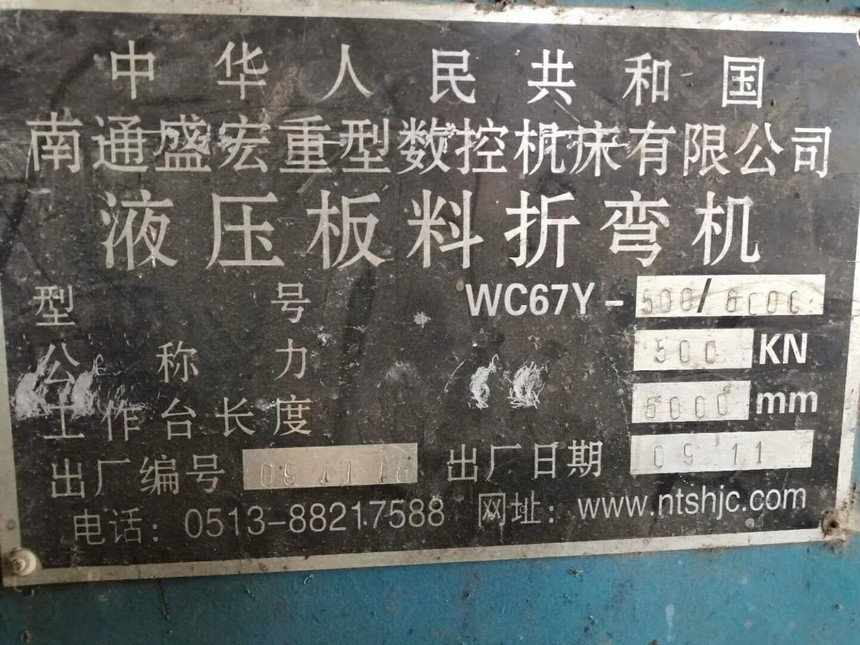 中华人民共和国
南通盛宏重型数控机床有限公司
液压板料折弯机
型号 WC67Y-500/6000
公称力 500 KN
工作台长度 6000 mm
出厂编号 出厂日期 09 11
电话：0513-88217588 网址：www.ntshjc.com